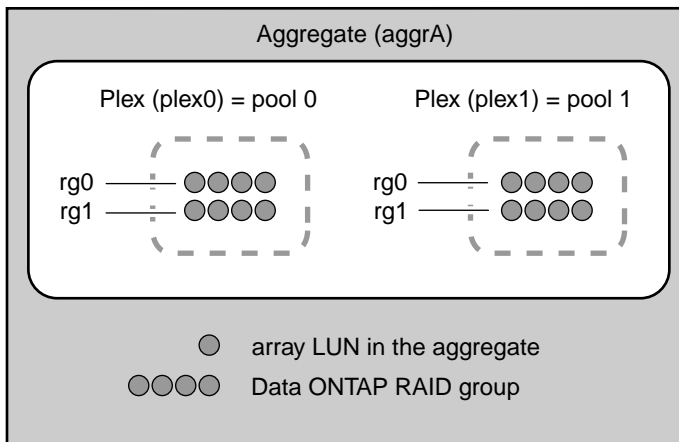 Aggregate (aggrA)
Plex (plex0) = pool 0
Plex (plex1) = pool 1
rg0
rg1
rg0
rg1
array LUN in the aggregate
Data ONTAP RAID group